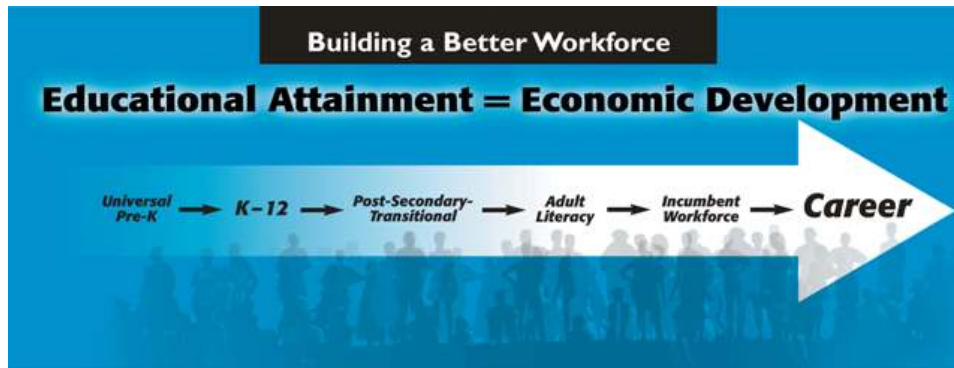 Building a Better Workforce
Educational Attainment = Economic Development
Universal
Pre-K
K-12
Post-Secondary-
Transitional
Adult
Literacy
Incumbent
Workforce
Career